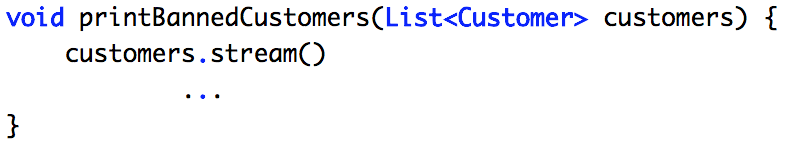 void printBannedCustomers(List<Customer> customers) {
    customers.stream()
            ...
}